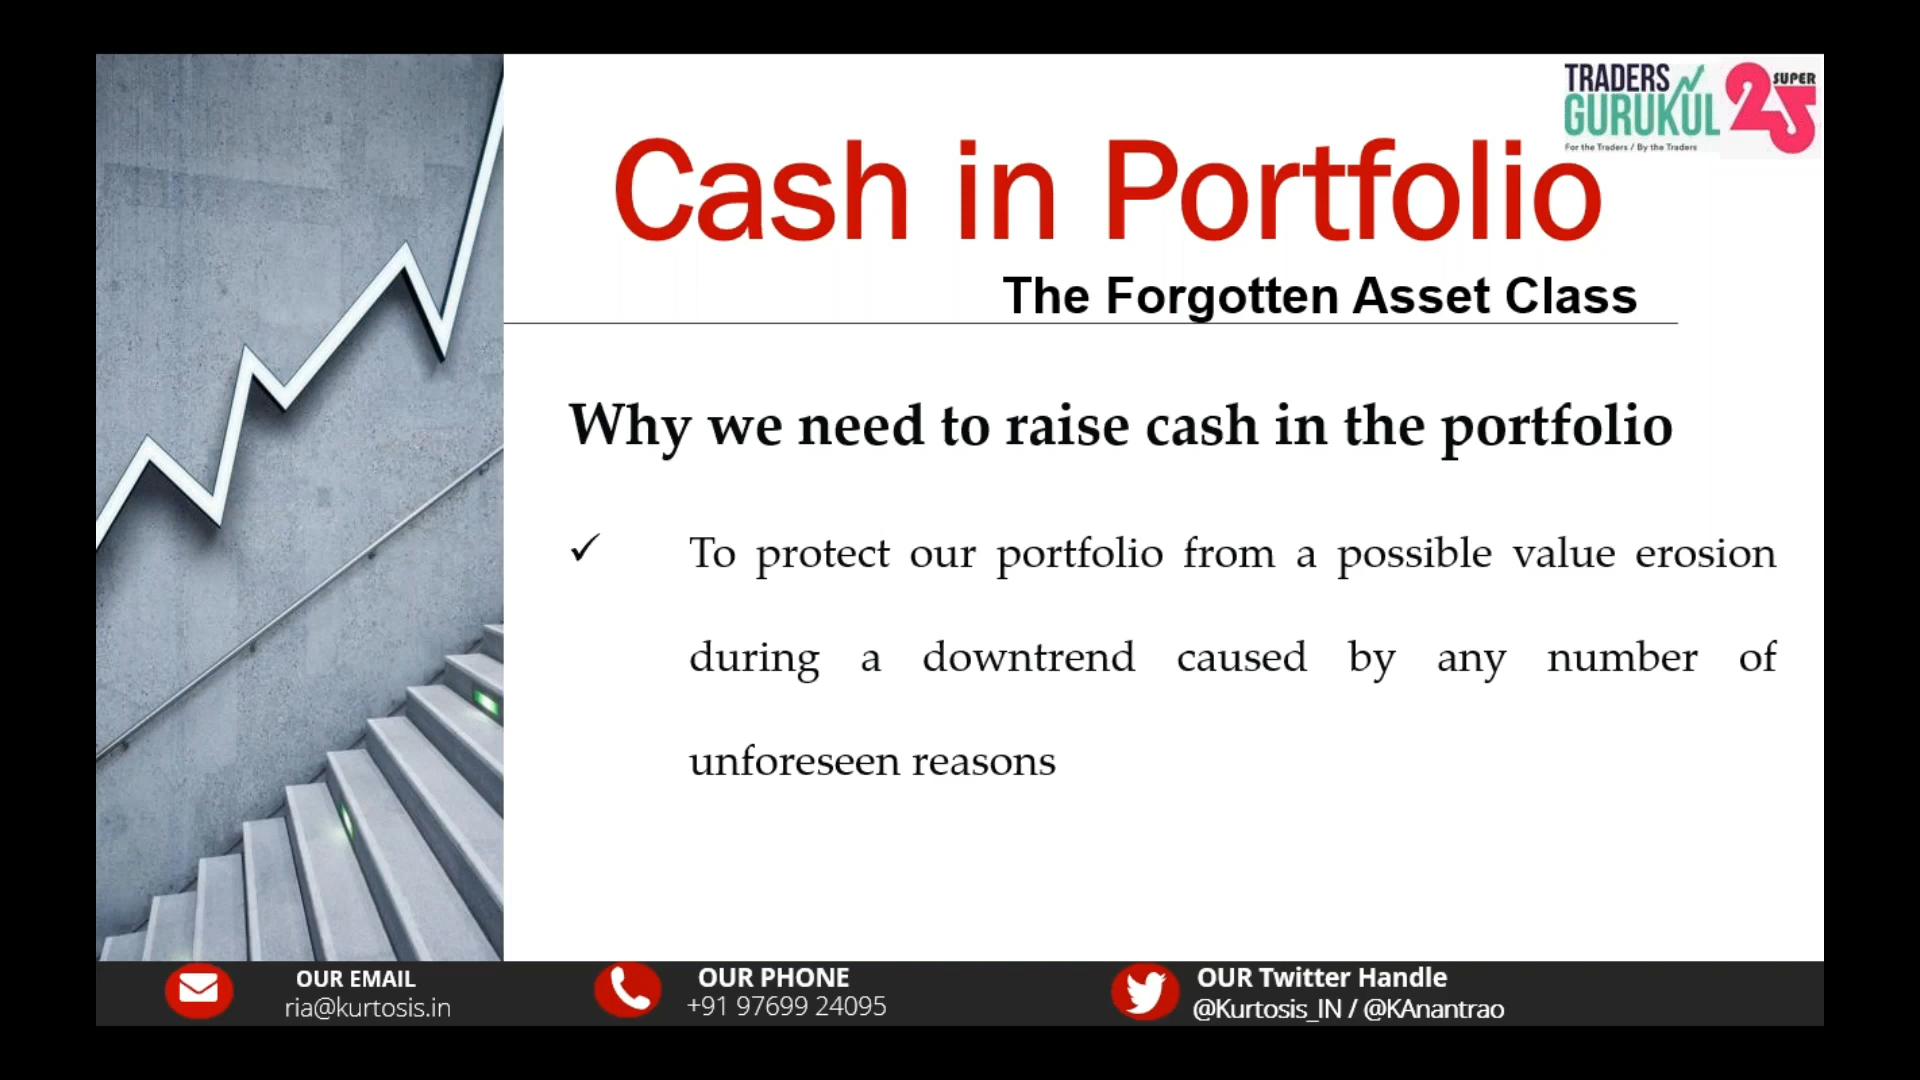 TRADERS
GURUKUL
For the Traders / By the Traders
25 SUPER
Cash in Portfolio
The Forgotten Asset Class
Why we need to raise cash in the portfolio
✓ To protect our portfolio from a possible value erosion
during a downtrend caused by any number of
unforeseen reasons
OUR EMAIL
ria@kurtosis.in
OUR PHONE
+91 97699 24095
OUR Twitter Handle
@Kurtosis_IN / @KAnantrao